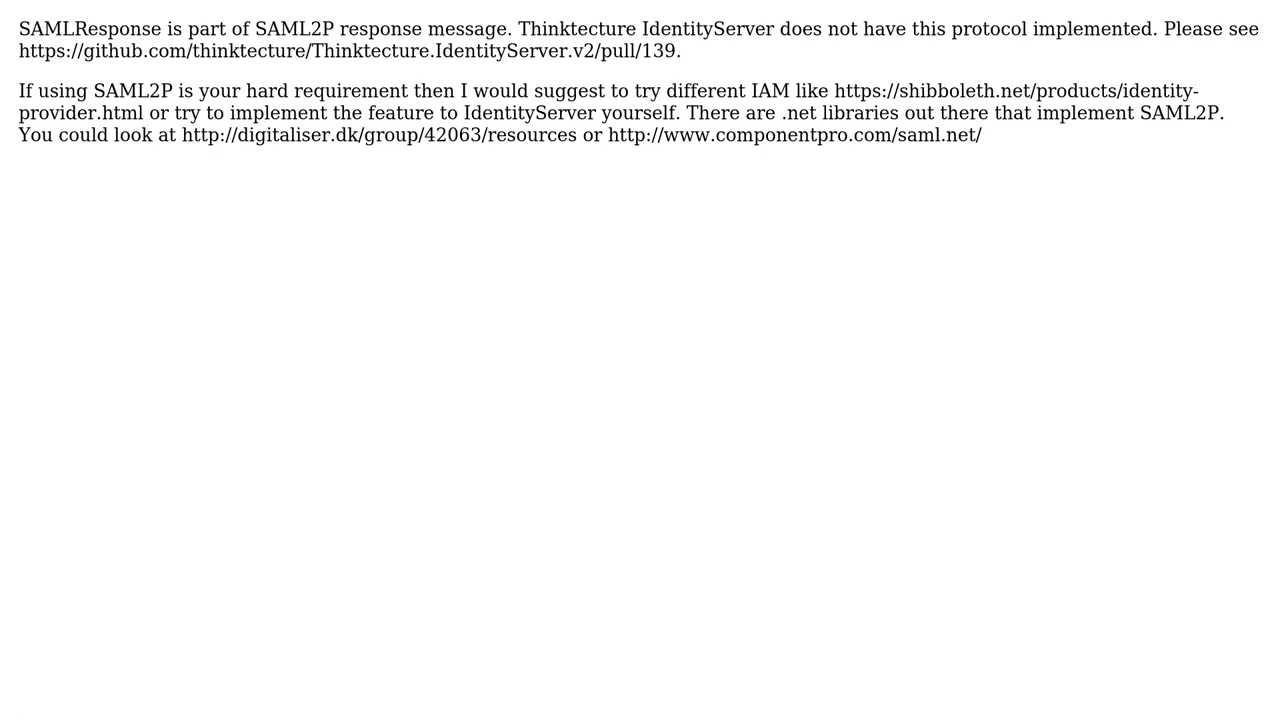 SAMLResponse is part of SAML2P response message. Thinktecture IdentityServer does not have this protocol implemented. Please see
https://github.com/thinktecture/Thinktecture.IdentityServer.v2/pull/139.
If using SAML2P is your hard requirement then I would suggest to try different IAM like https://shibboleth.net/products/identity-
provider.html or try to implement the feature to IdentityServer yourself. There are .net libraries out there that implement SAML2P.
You could look at http://digitaliser.dk/group/42063/resources or http://www.componentpro.com/saml.net/